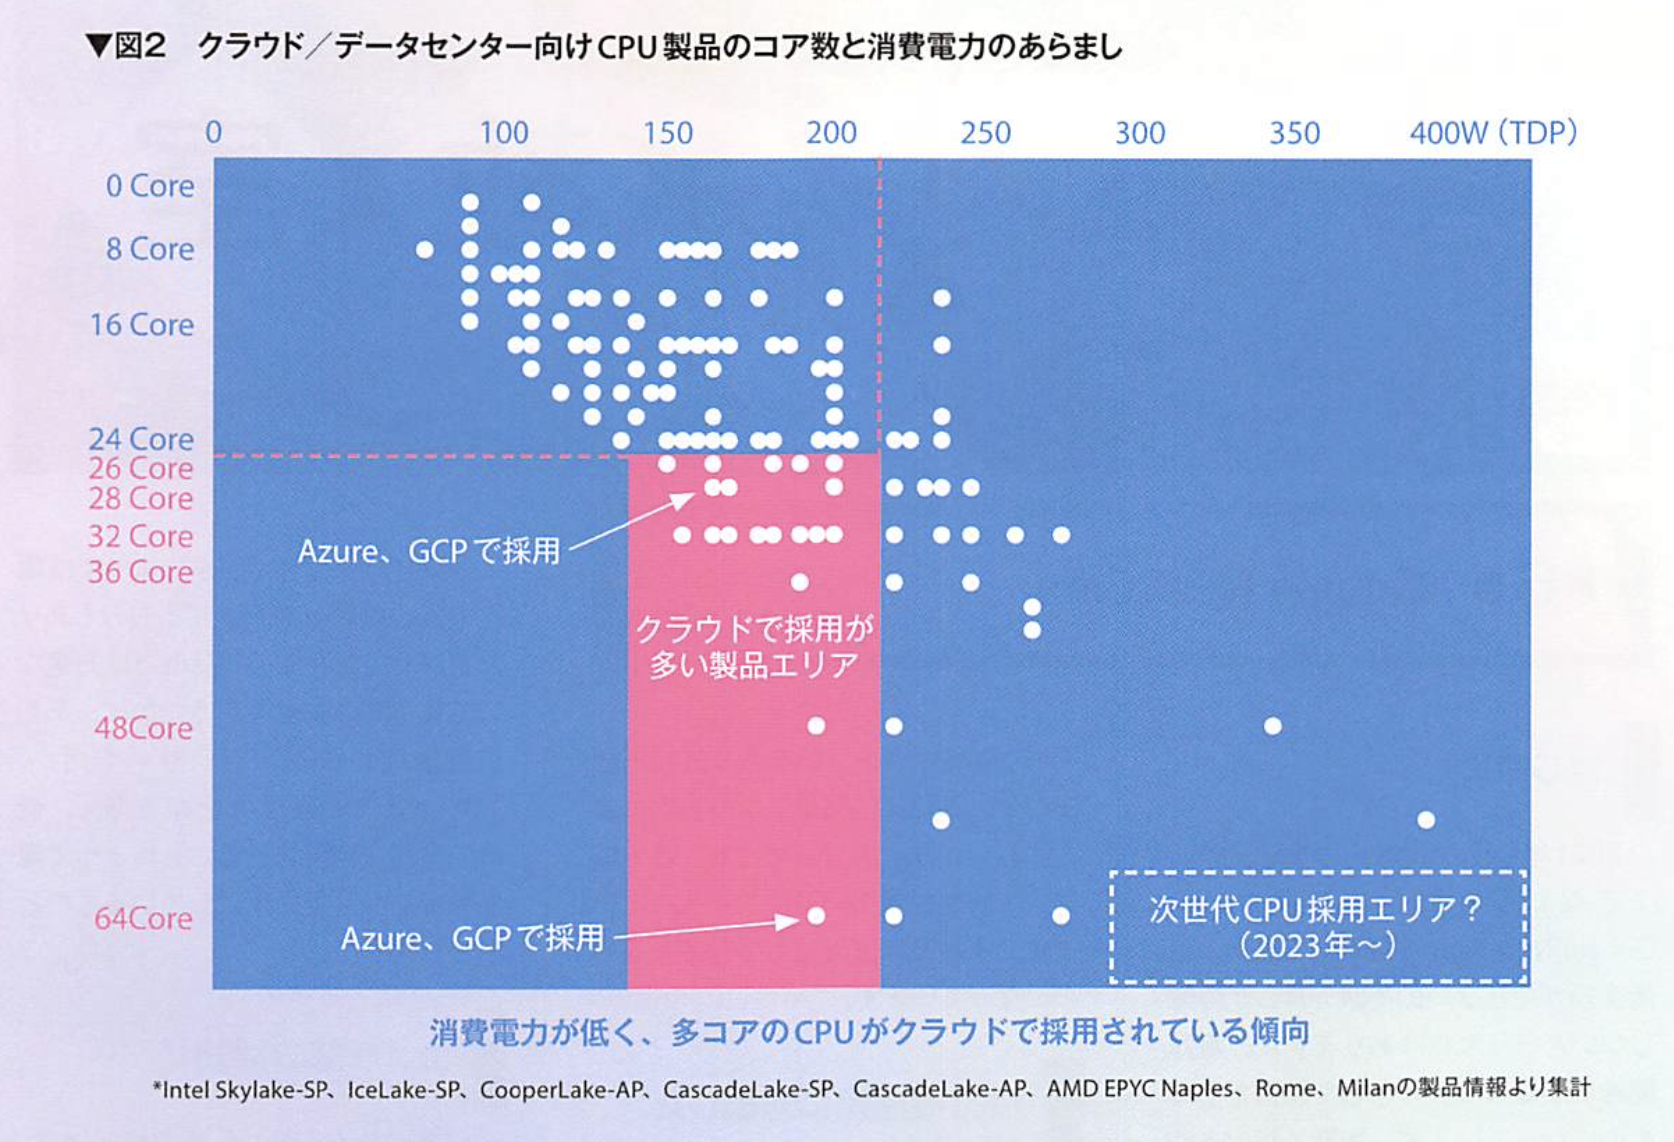 ▼図2　クラウド／データセンター向けCPU製品のコア数と消費電力のあらまし
0 100 150 200 250 300 350 400W（TDP）
0 Core
8 Core
16 Core
24 Core
26 Core
28 Core
32 Core
Azure、GCPで採用
36 Core
クラウドで採用が
多い製品エリア
48Core
64Core
Azure、GCPで採用
次世代CPU採用エリア？
（2023年～）
消費電力が低く、多コアのCPUがクラウドで採用されている傾向
*Intel Skylake-SP、IceLake-SP、CooperLake-AP、CascadeLake-SP、CascadeLake-AP、AMD EPYC Naples、Rome、Milanの製品情報より集計